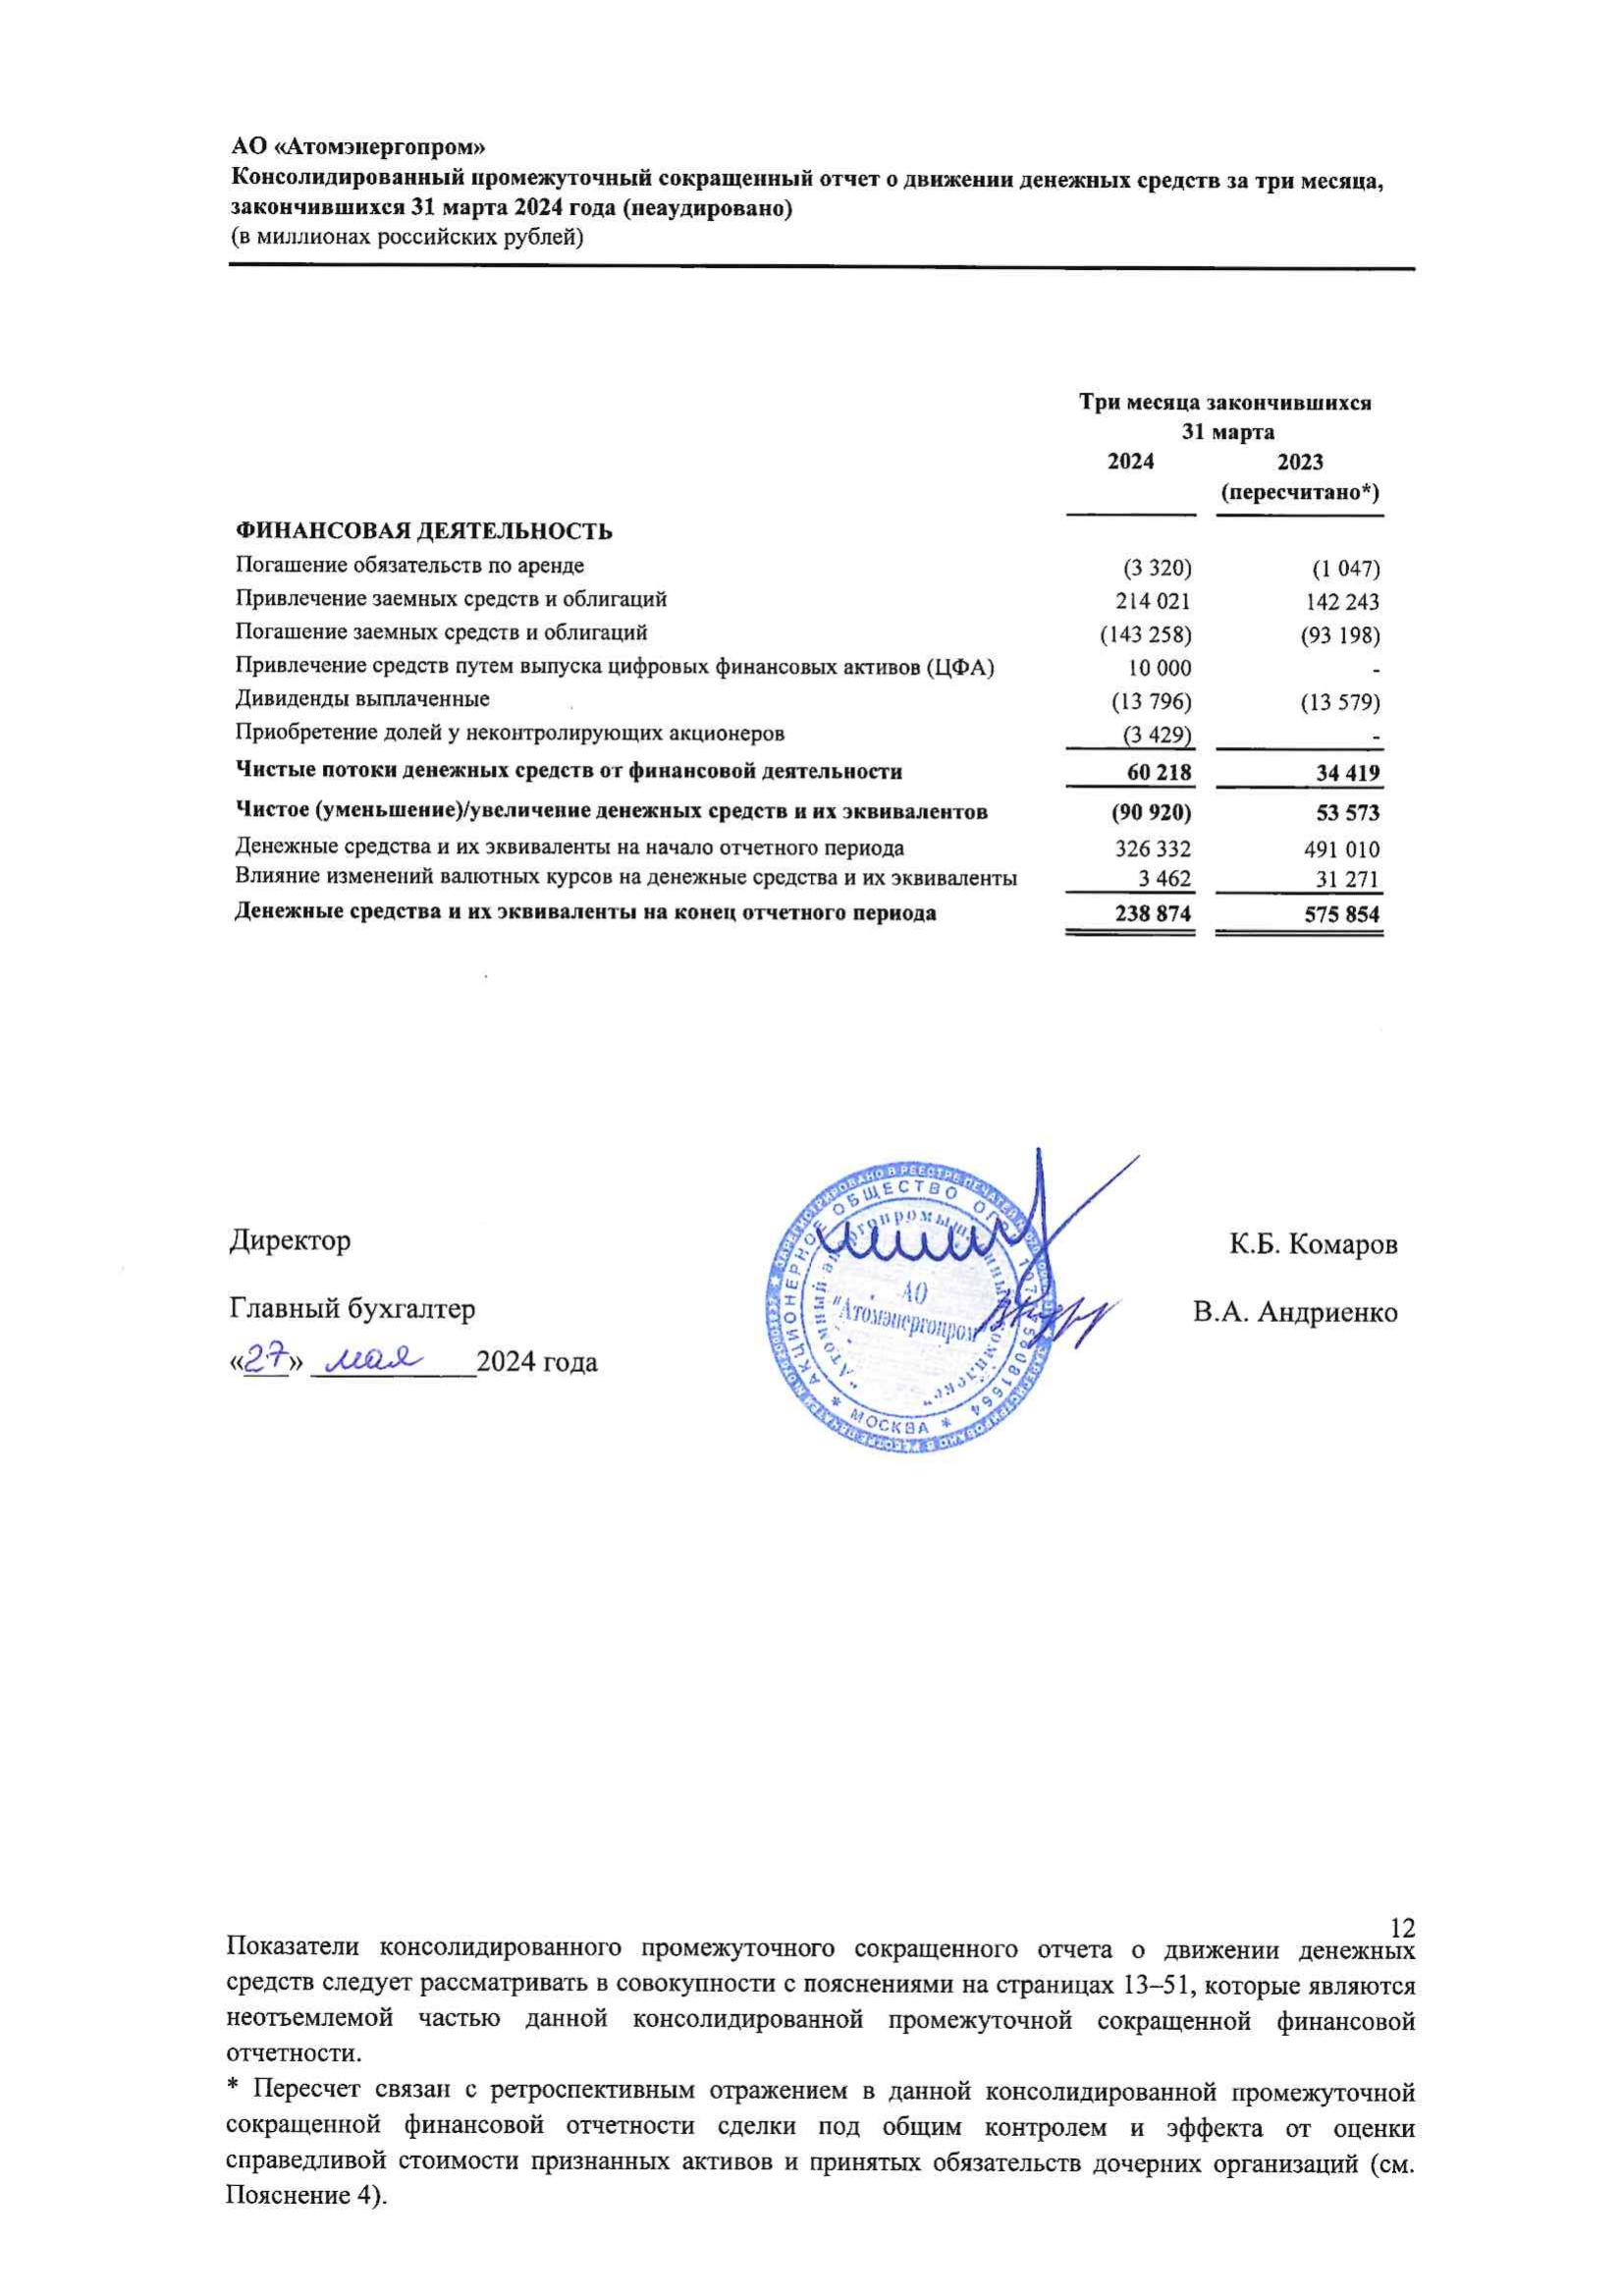 АО «Атомэнергопром»
Консолидированный промежуточный сокращенный отчет о движении денежных средств за три месяца,
закончившихся 31 марта 2024 года (неаудировано)
(в миллионах российских рублей)
Три месяца закончившихся
31 марта
2024 2023
(пересчитано*)
ФИНАНСОВАЯ ДЕЯТЕЛЬНОСТЬ
Погашение обязательств по аренде (3 320) (1 047)
Привлечение заемных средств и облигаций 214 021 142 243
Погашение заемных средств и облигаций (143 258) (93 198)
Привлечение средств путем выпуска цифровых финансовых активов (ЦФА) 10 000 -
Дивиденды выплаченные (13 796) (13 579)
Приобретение долей у неконтролирующих акционеров (3 429) -
Чистые потоки денежных средств от финансовой деятельности 60 218 34 419
Чистое (уменьшение)/увеличение денежных средств и их эквивалентов (90 920) 53 573
Денежные средства и их эквиваленты на начало отчетного периода 326 332 491 010
Влияние изменений валютных курсов на денежные средства и их эквиваленты 3 462 31 271
Денежные средства и их эквиваленты на конец отчетного периода 238 874 575 854
АКЦИОНЕРНОЕ ОБЩЕСТВО
* МОСКВА *
АО
"Атомэнергопром"
Директор К.Б. Комаров
Главный бухгалтер В.А. Андриенко
«27» мая 2024 года
12
Показатели консолидированного промежуточного сокращенного отчета о движении денежных
средств следует рассматривать в совокупности с пояснениями на страницах 13–51, которые являются
неотъемлемой частью данной консолидированной промежуточной сокращенной финансовой
отчетности.
* Пересчет связан с ретроспективным отражением в данной консолидированной промежуточной
сокращенной финансовой отчетности сделки под общим контролем и эффекта от оценки
справедливой стоимости признанных активов и принятых обязательств дочерних организаций (см.
Пояснение 4).